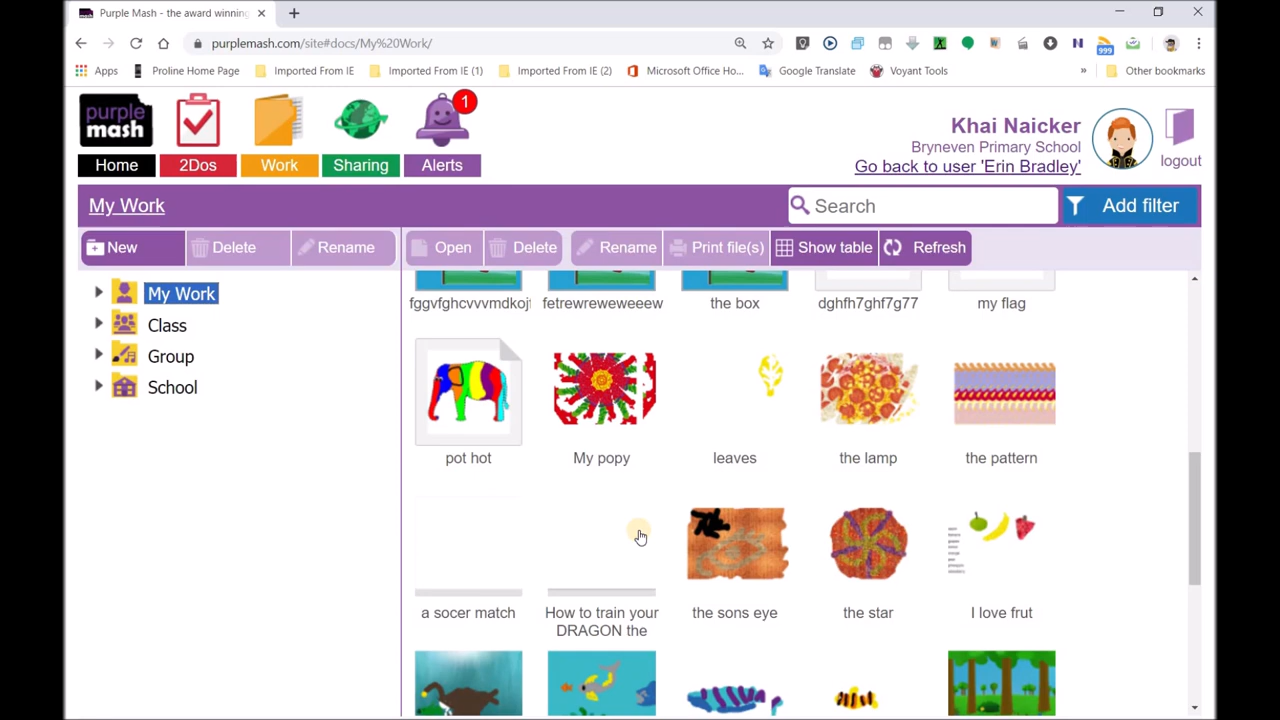 Purple Mash - the award winning
purplemash.com/site#docs/My%20Work/
999
Apps Proline Home Page Imported From IE Imported From IE (1) Imported From IE (2) Microsoft Office Ho... Google Translate Voyant Tools » Other bookmarks
purple
mash
1
Home 2Dos Work Sharing Alerts
Khai Naicker
Bryneven Primary School
Go back to user 'Erin Bradley'
logout
My Work Search Add filter
New Delete Rename Open Delete Rename Print file(s) Show table Refresh
My Work
Class
Group
School
fggvfghcvvvmdkojt fetrewreweweeew the box dghfh7ghf7g77 my flag
pot hot My popy leaves the lamp the pattern
a socer match How to train your DRAGON the the sons eye the star I love frut